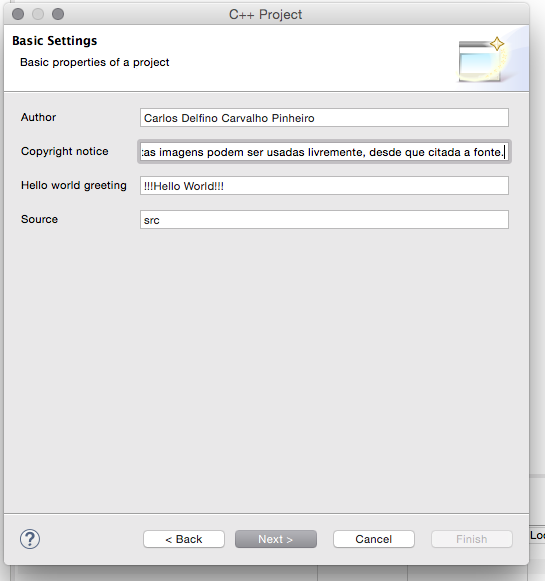 C++ Project
Basic Settings
Basic properties of a project
Author
Carlos Delfino Carvalho Pinheiro
Copyright notice
as imagens podem ser usadas livremente, desde que citada a fonte.
Hello world greeting
!!!Hello World!!!
Source
src
?
< Back
Next >
Cancel
Finish